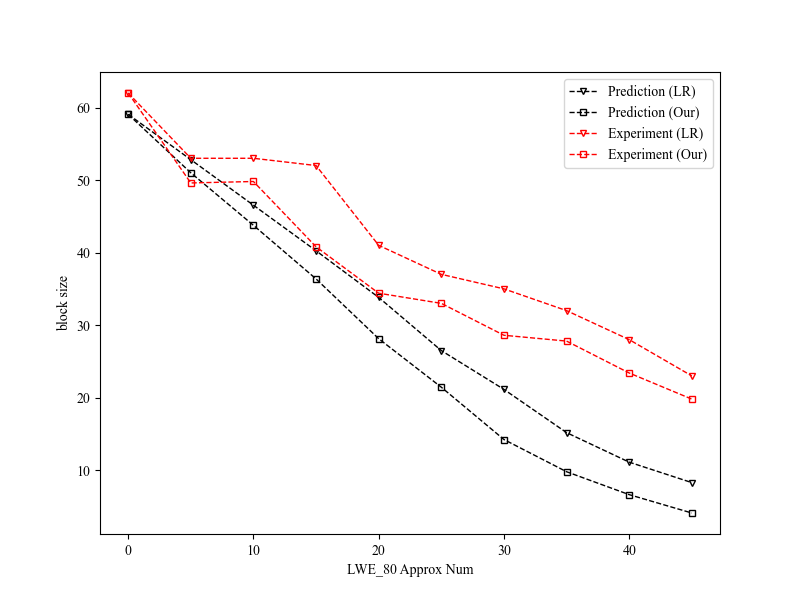 Prediction (LR)
Prediction (Our)
Experiment (LR)
Experiment (Our)
60
50
40
30
20
10
block size
0 10 20 30 40
LWE_80 Approx Num